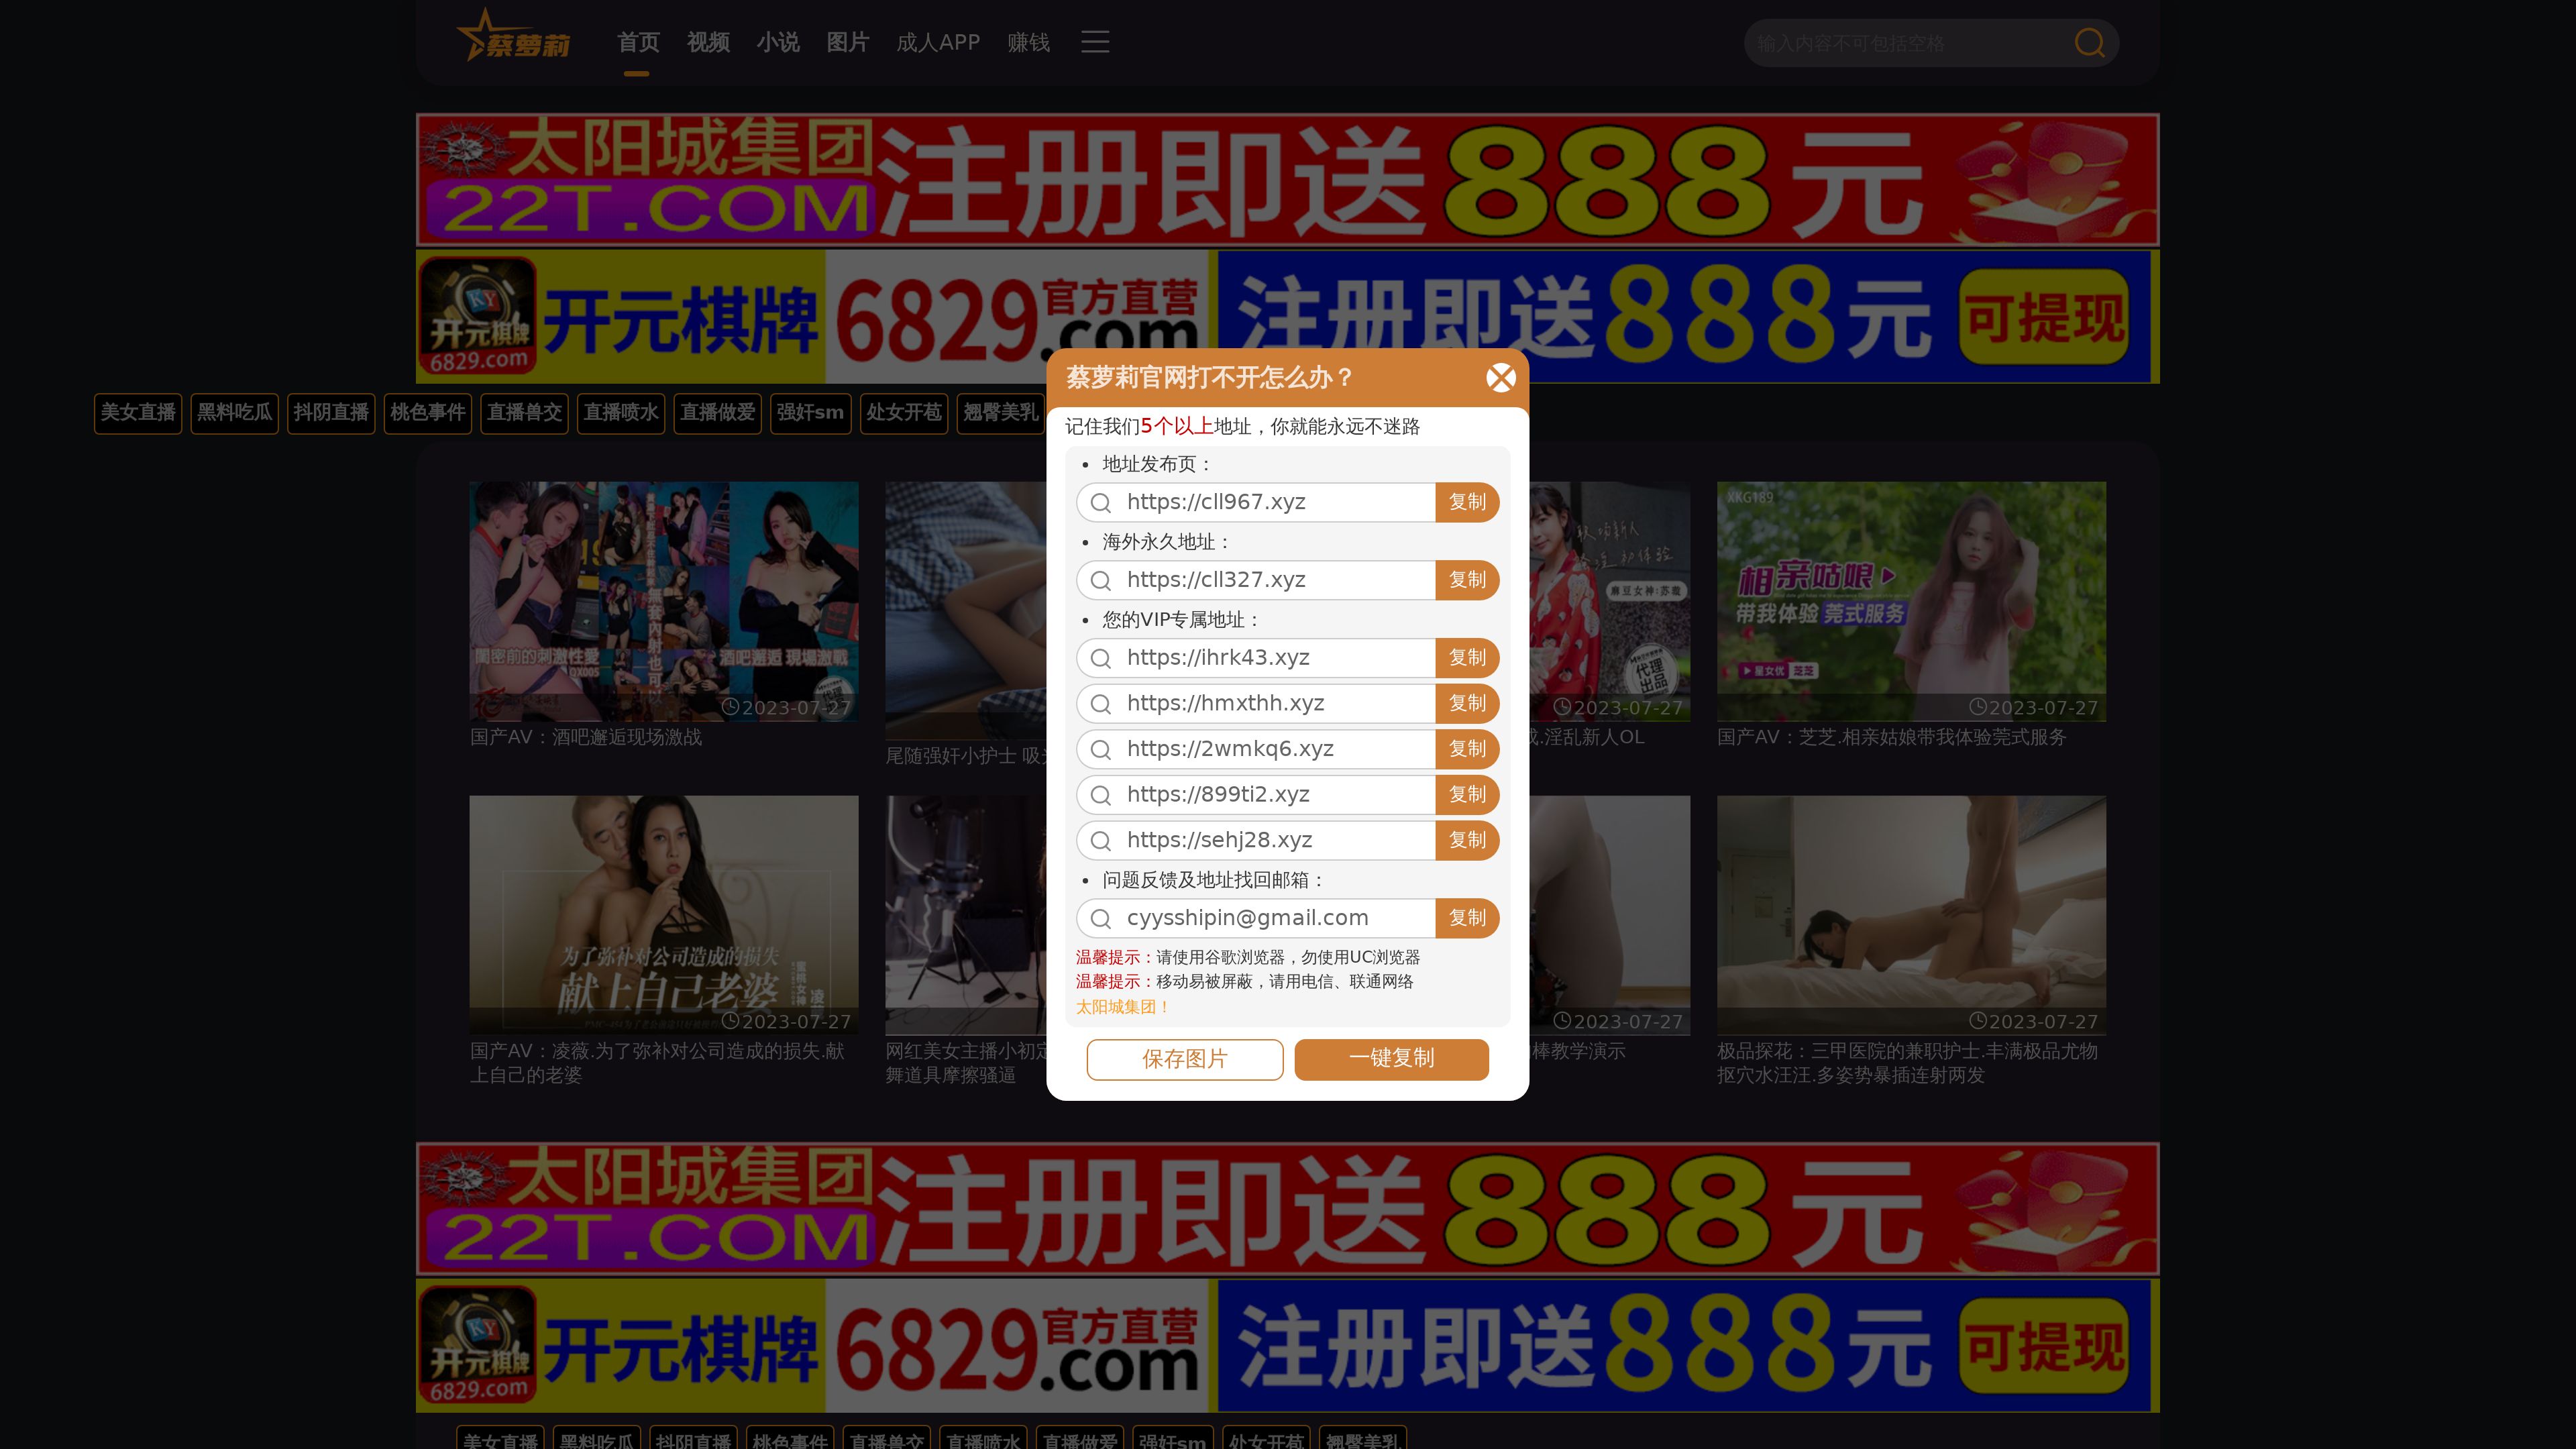 蔡萝莉
首页 视频 小说 图片 成人APP 赚钱
输入内容不可包括空格
太阳城集团
22T.COM
注册即送888元
KY
开元棋牌
6829.com
开元棋牌
6829
官方直营
.com
注册即送888元
可提现
美女直播 黑料吃瓜 抖阴直播 桃色事件 直播兽交 直播喷水 直播做爱 强奸sm 处女开苞 翘臀美乳
蔡萝莉官网打不开怎么办？
记住我们5个以上地址，你就能永远不迷路
地址发布页：
https://cll967.xyz 复制
海外永久地址：
https://cll327.xyz 复制
您的VIP专属地址：
https://ihrk43.xyz 复制
https://hmxthh.xyz 复制
https://2wmkq6.xyz 复制
https://899ti2.xyz 复制
https://sehj28.xyz 复制
问题反馈及地址找回邮箱：
cyysshipin@gmail.com 复制
温馨提示：请使用谷歌浏览器，勿使用UC浏览器
温馨提示：移动易被屏蔽，请用电信、联通网络
太阳城集团！
保存图片 一键复制
閨密前的刺激性愛
酒吧邂逅 現場激戰
2023-07-27
国产AV：酒吧邂逅现场激战
尾随强奸小护士 吸
麻豆女神:苏畅
代理出品
2023-07-27
.淫乱新人OL
XKG189
相亲姑娘
带我体验 莞式服务
星女优 芝芝
2023-07-27
国产AV：芝芝.相亲姑娘带我体验莞式服务
为了弥补对公司造成的损失
献上自己老婆
蜜桃女神
2023-07-27
国产AV：凌薇.为了弥补对公司造成的损失.献
上自己的老婆
网红美女主播小初
舞道具摩擦骚逼
2023-07-27
棒教学演示
2023-07-27
极品探花：三甲医院的兼职护士.丰满极品尤物
抠穴水汪汪.多姿势暴插连射两发
太阳城集团
22T.COM
注册即送888元
KY
开元棋牌
6829.com
开元棋牌
6829
官方直营
.com
注册即送888元
可提现
美女直播 黑料吃瓜 抖阴直播 桃色事件 直播兽交 直播喷水 直播做爱 强奸sm 处女开苞 翘臀美乳